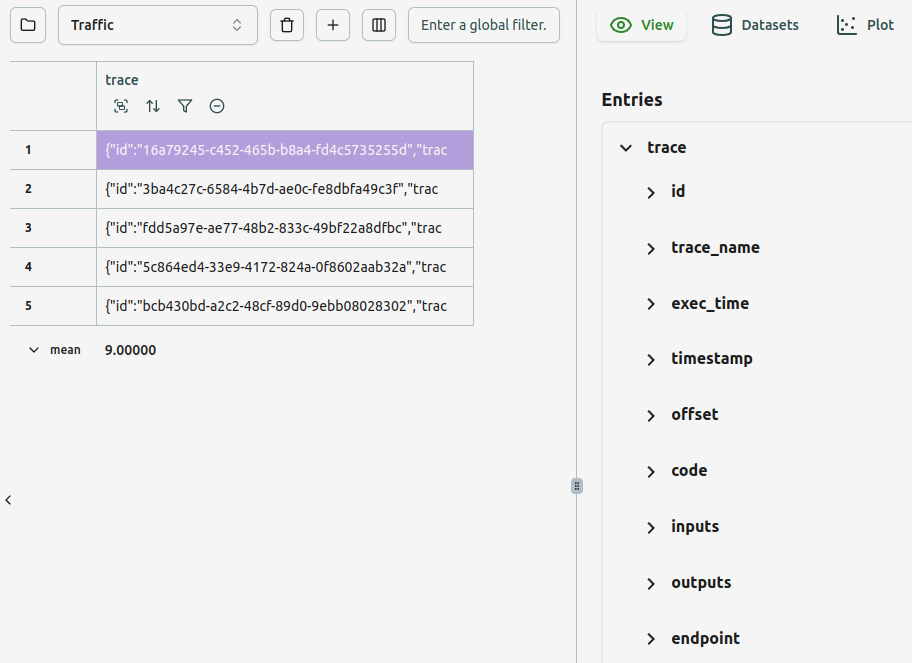 Traffic
Enter a global filter.
View
Datasets
Plot
trace
1
{"id":"16a79245-c452-465b-b8a4-fd4c5735255d","trac
2
{"id":"3ba4c27c-6584-4b7d-ae0c-fe8dbfa49c3f","trac
3
{"id":"fdd5a97e-ae77-48b2-833c-49bf22a8dfbc","trac
4
{"id":"5c864ed4-33e9-4172-824a-0f8602aab32a","trac
5
{"id":"bcb430bd-a2c2-48cf-89d0-9ebb08028302","trac
mean 9.00000
Entries
trace
id
trace_name
exec_time
timestamp
offset
code
inputs
outputs
endpoint